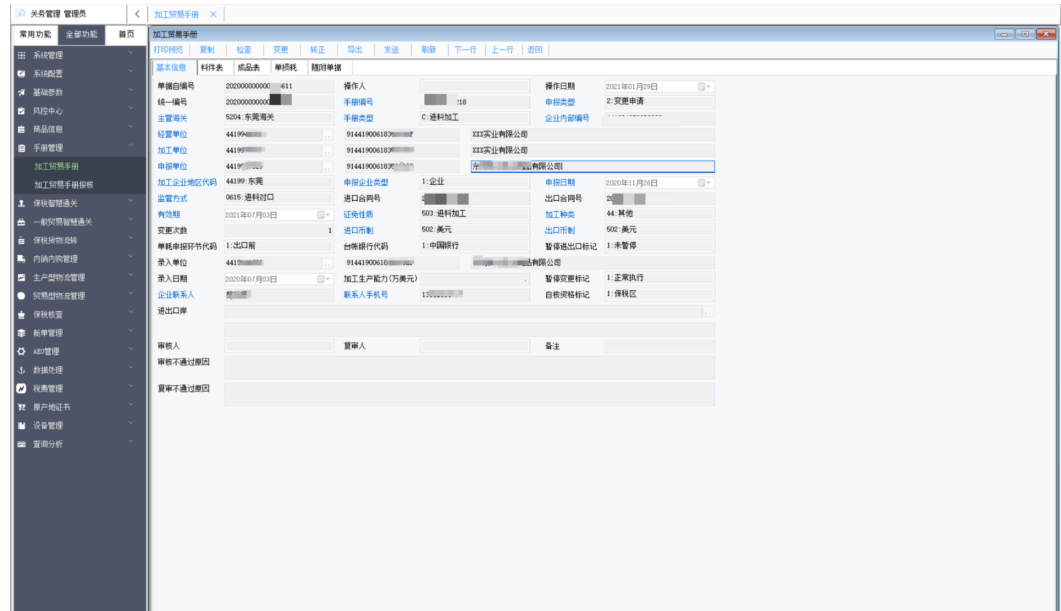 关务管理 管理员
加工贸易手册
常用功能 全部功能 首页
加工贸易手册
打印预览 复制 检查 变更 转正 导出 发送 刷新 下一行 上一行 返回
基本信息 料件表 成品表 单损耗 随附单据
系统管理
系统配置
基础参数
风控中心
商品信息
手册管理
加工贸易手册
加工贸易手册报核
保税智慧通关
一般贸易智慧通关
保税货物流转
内销内购管理
生产型物流管理
贸易型物流管理
保税核查
舱单管理
AEO管理
数据处理
税费管理
原产地证书
设备管理
查询分析
单据自编号 202000000000 611 操作人 操作日期 2021年01月29日
统一编号 202000000000 手册编号 :18 申报类型 2:变更申请
主管海关 5204:东莞海关 手册类型 C:进料加工 企业内部编号
经营单位 441994 914419006183 XXX实业有限公司
加工单位 44199 914419006183 XXX实业有限公司
申报单位 4419 914419006183 有限公司
加工企业地区代码 44199:东莞 申报企业类型 1:企业 申报日期 2020年11月26日
监管方式 0615:进料对口 进口合同号 出口合同号
有效期 2021年07月03日 征免性质 503:进料加工 加工种类 44:其他
变更次数 1 进口币制 502:美元 出口币制 502:美元
单耗申报环节代码 1:出口前 台帐银行代码 1:中国银行 暂停进出口标记 1:未暂停
录入单位 4419 91441900618 有限公司
录入日期 2020年07月03日 加工生产能力(万美元) 暂停变更标记 1:正常执行
企业联系人 联系人手机号 自核资格标记 1:保税区
进出口岸
审核人 复审人 备注
审核不通过原因
复审不通过原因